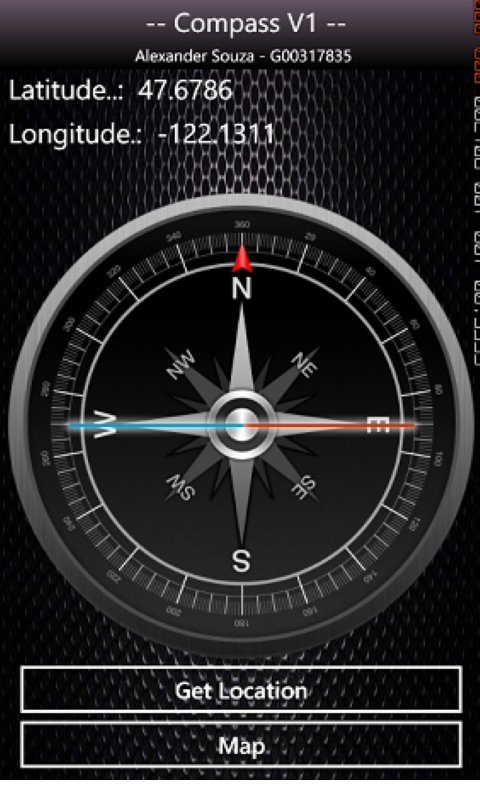 -- Compass V1 --
Alexander Souza - G00317835
Latitude..: 47.6786
Longitude.: -122.1311
360
340
20
320
40
300
60
280
80
260
100
240
120
220
140
200
160
180
N
NW
NE
W
E
SW
SE
S
Get Location
Map